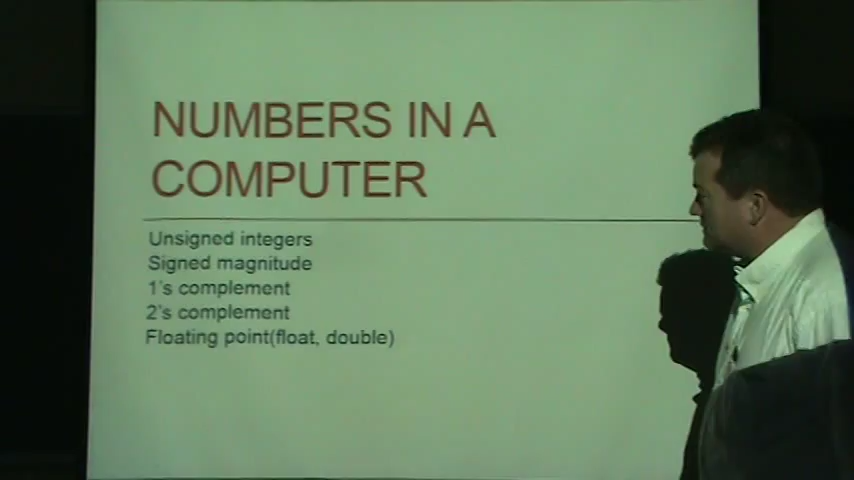 NUMBERS IN A
COMPUTER
Unsigned integers
Signed magnitude
1's complement
2's complement
Floating point(float, double)